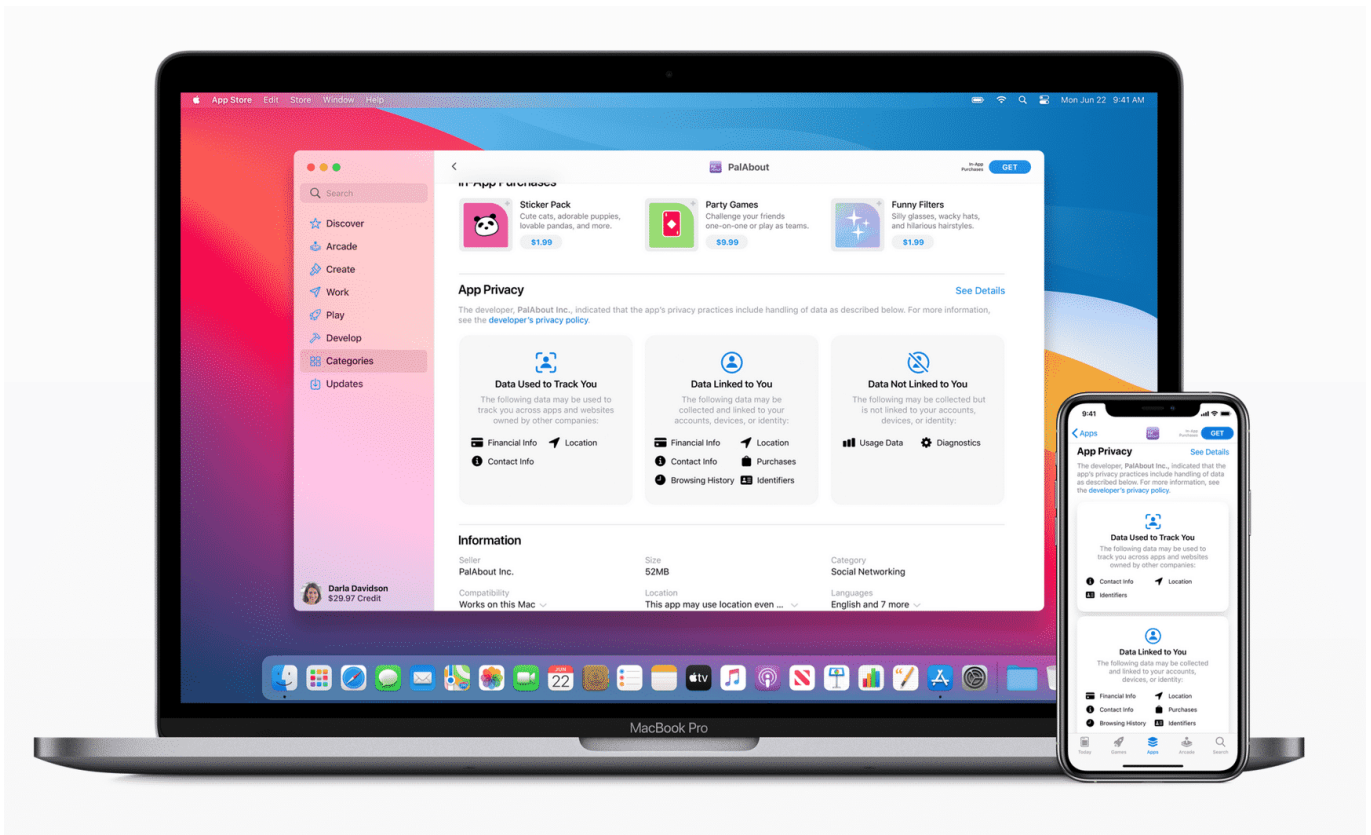 App Store Edit Store Window Help
Mon Jun 22 9:41 AM
PalAbout
In-App
Purchases
GET
Search
Discover
Arcade
Create
Work
Play
Develop
Categories
Updates
Darla Davidson
$29.97 Credit
In-App Purchases
Sticker Pack
Cute cats, adorable puppies,
lovable pandas, and more.
$1.99
Party Games
Challenge your friends
one-on-one or play as teams.
$9.99
Funny Filters
Silly glasses, wacky hats,
and hilarious hairstyles.
$1.99
App Privacy
See Details
The developer, PalAbout Inc., indicated that the app's privacy practices include handling of data as described below. For more information,
see the developer's privacy policy.
Data Used to Track You
The following data may be used to
track you across apps and websites
owned by other companies:
Financial Info Location
Contact Info
Data Linked to You
The following data may be
collected and linked to your
accounts, devices, or identity:
Financial Info Location
Contact Info Purchases
Browsing History Identifiers
Data Not Linked to You
The following may be collected but
is not linked to your accounts,
devices, or identity:
Usage Data Diagnostics
Information
Seller
PalAbout Inc.
Size
52MB
Category
Social Networking
Compatibility
Works on this Mac
Location
This app may use location even ...
Languages
English and 7 more
JUN
22
tv
MacBook Pro
9:41
Apps
In-App
Purchases
GET
App Privacy
See Details
The developer, PalAbout Inc., indicated that the
app's privacy practices include handling of data
as described below. For more information, see
the developer's privacy policy.
Data Used to Track You
The following data may be used to
track you across apps and websites
owned by other companies:
Contact Info Location
Identifiers
Data Linked to You
The following data may be collected
and linked to your accounts,
devices, or identity:
Financial Info Location
Contact Info Purchases
Browsing History Identifiers
Today Games Apps Arcade Search